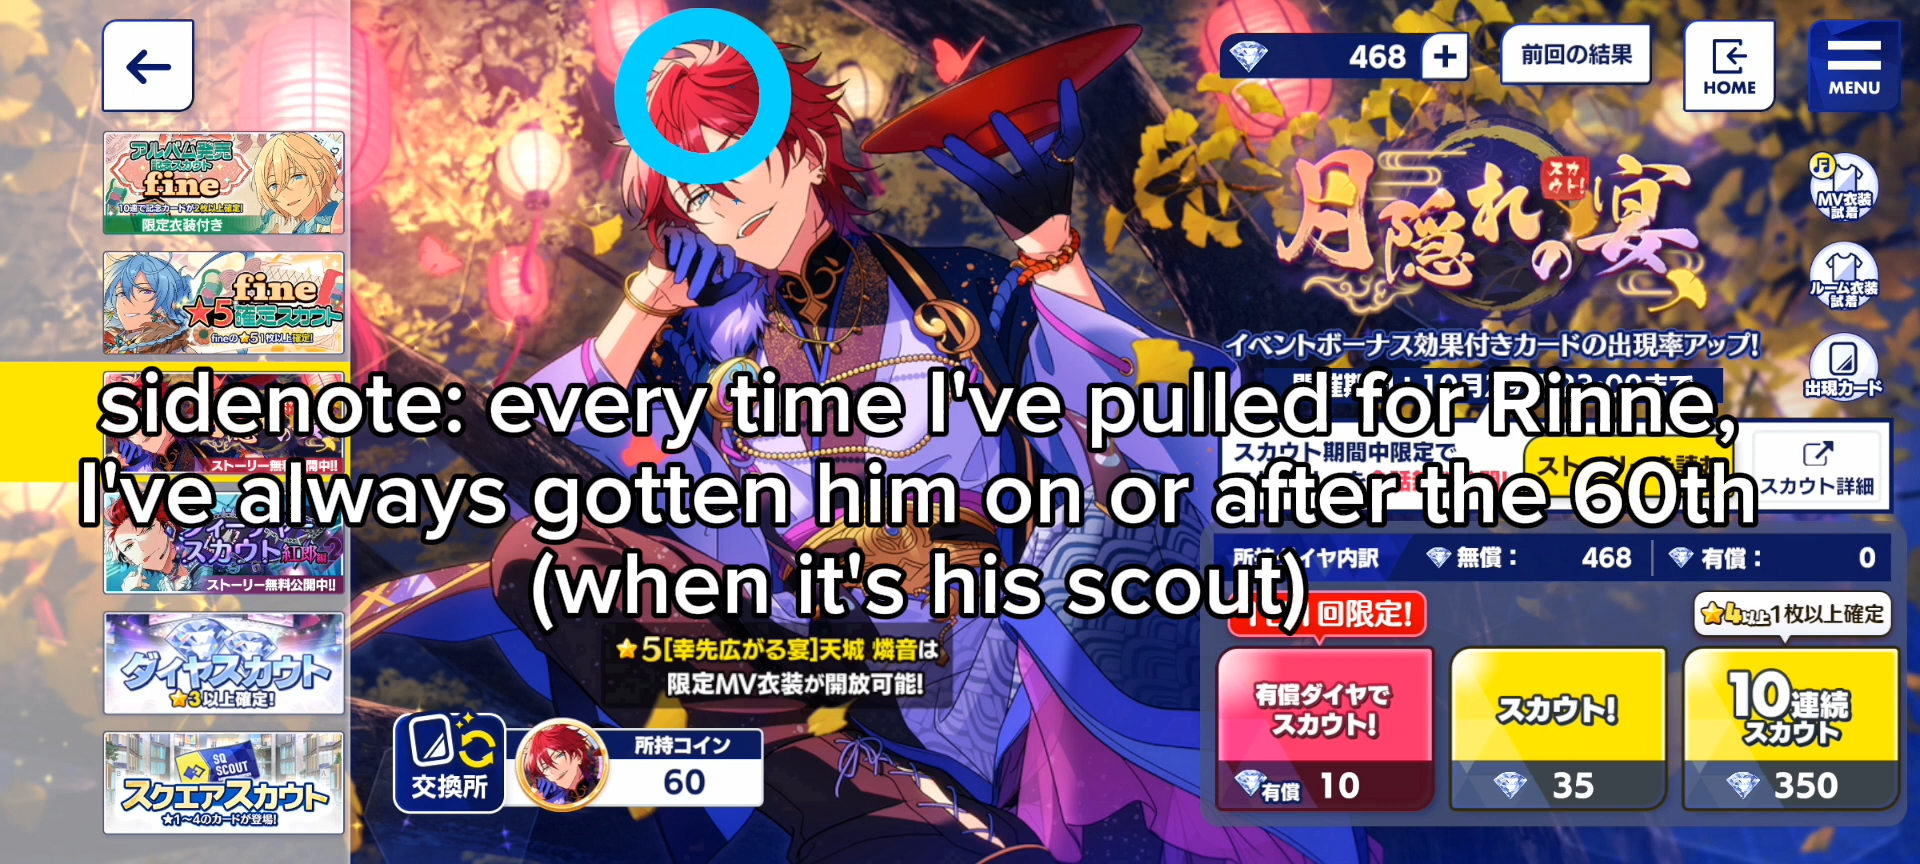 468
前回の結果
HOME
MENU
アルバム発売
記念スカウト
fine
10連で記念カードが2枚以上確定!
限定衣装付き
fine
★5確定スカウト
fineの★5 1枚以上確定!
スカウト!
月隠れの宴
MV衣装
試着
ルーム衣装
試着
出現カード
イベントボーナス効果付きカードの出現率アップ!
sidenote: every time I've pulled for Rinne,
I've always gotten him on or after the 60th
(when it's his scout)
スカウト期間中限定で
スカウト詳細
ストーリー無料公開中!!
スカウト 紅郎編2
ストーリー無料公開中!!
無償: 468
有償: 0
1回限定!
★4以上1枚以上確定
★5[幸先広がる宴]天城 燐音は
限定MV衣装が開放可能!
有償ダイヤで
スカウト!
有償 10
スカウト!
35
10連続
スカウト
350
ダイヤスカウト
★3以上確定!
交換所
所持コイン
60
SQ
SCOUT
スクエアスカウト
★1～4のカードが登場!